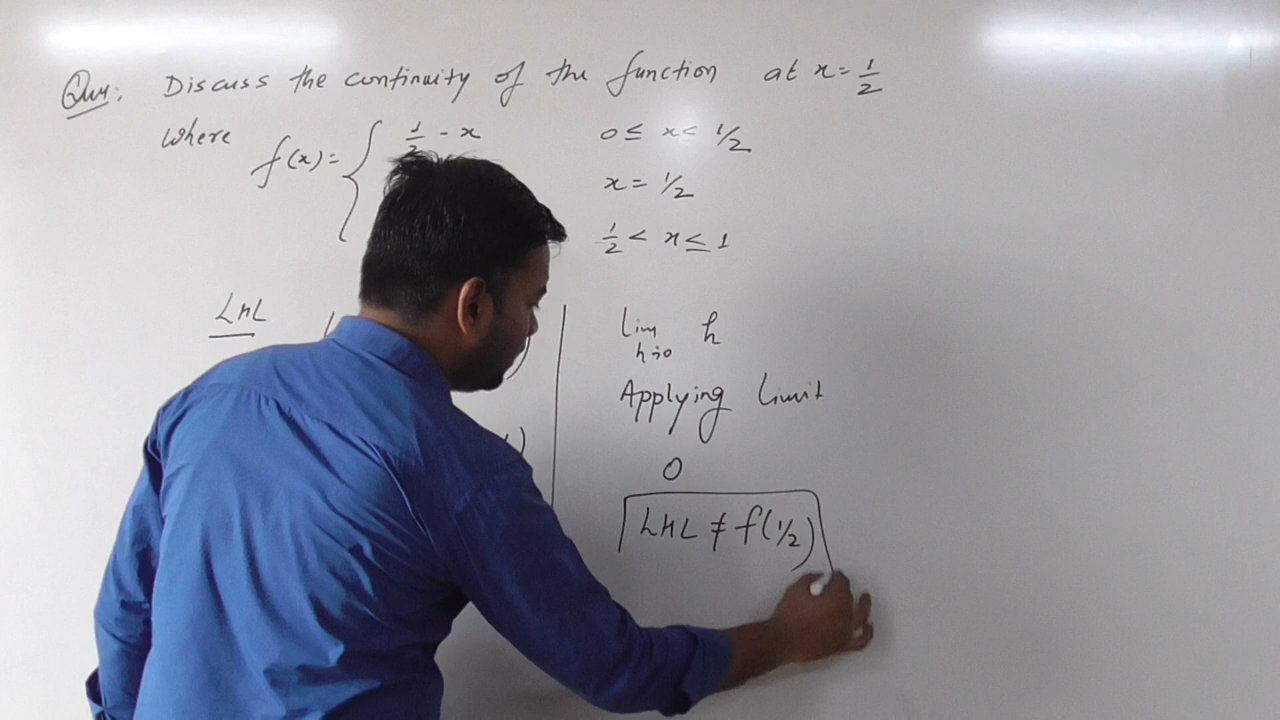 Ques: Discuss the continuity of the function at x = 1/2
where f(x) = { 1/2 - x 0 ≤ x ≤ 1/2
x = 1/2
1/2 < x ≤ 1
LHL
lim h→0 h
Applying Limit
0
LHL ≠ f(1/2)